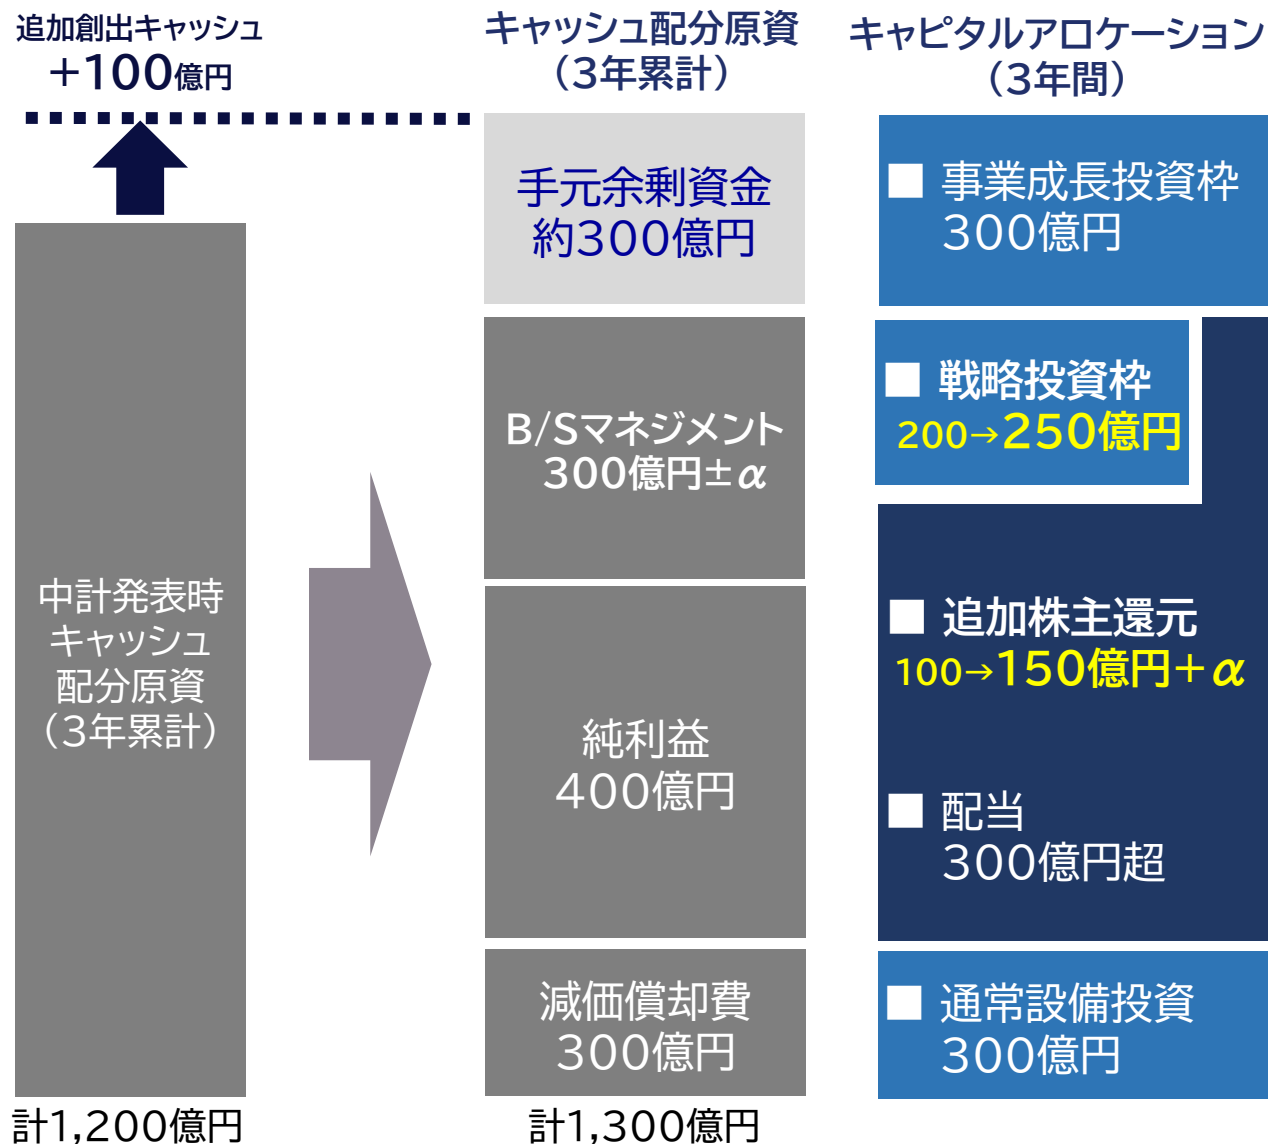 追加創出キャッシュ
＋100億円
中計発表時
キャッシュ
配分原資
（3年累計）
計1,200億円
キャッシュ配分原資
（3年累計）
手元余剰資金
約300億円
B/Sマネジメント
300億円±α
純利益
400億円
減価償却費
300億円
計1,300億円
キャピタルアロケーション
（3年間）
■ 事業成長投資枠
300億円
■ 戦略投資枠
200→250億円
■ 追加株主還元
100→150億円＋α
■ 配当
300億円超
■ 通常設備投資
300億円